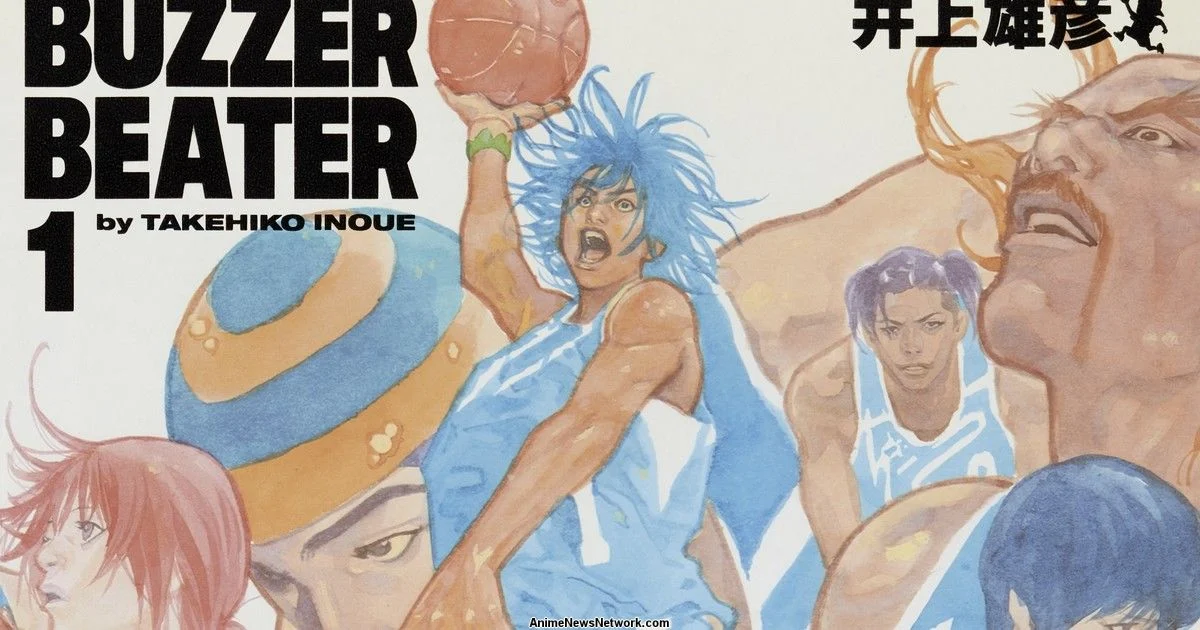 BUZZER
BEATER
1
by TAKEHIKO INOUE
井上雄彦
AnimeNewsNetwork.com